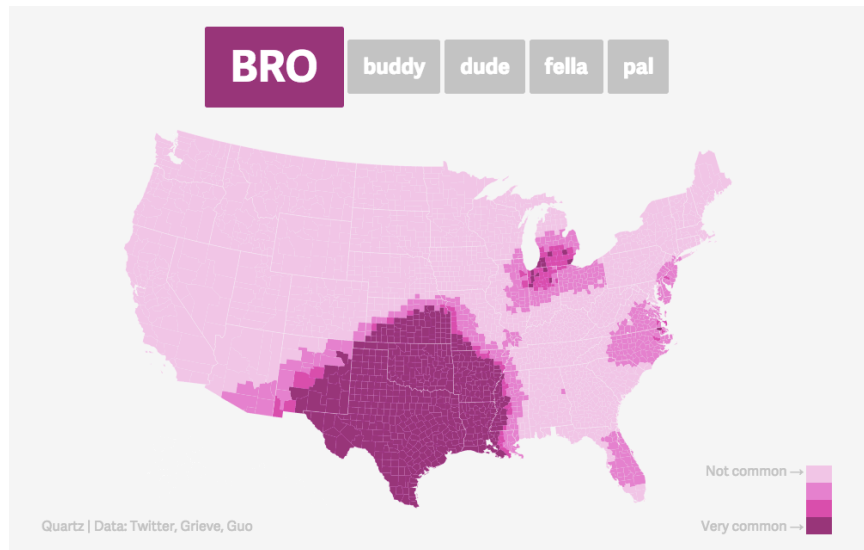 BRO buddy dude fella pal
Not common →
Very common →
Quartz | Data: Twitter, Grieve, Guo